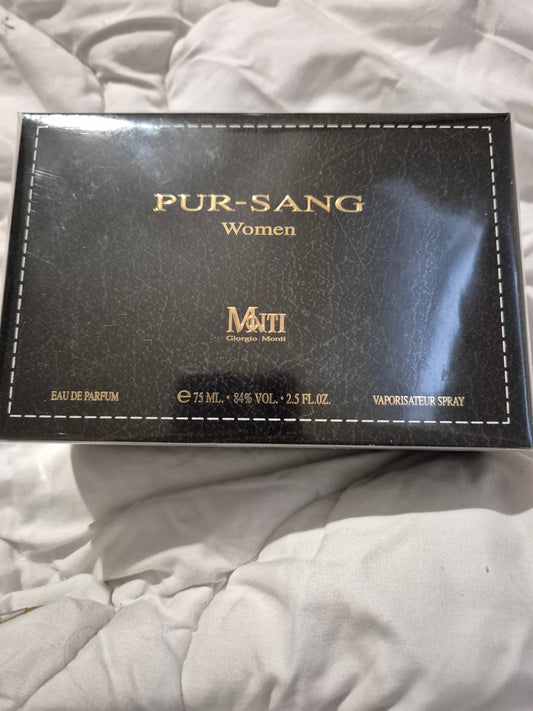 PUR-SANG
Women
MONTI
Giorgio Monti
EAU DE PARFUM
℮ 75 ML. • 84% VOL. • 2.5 FL.OZ.
VAPORISATEUR SPRAY